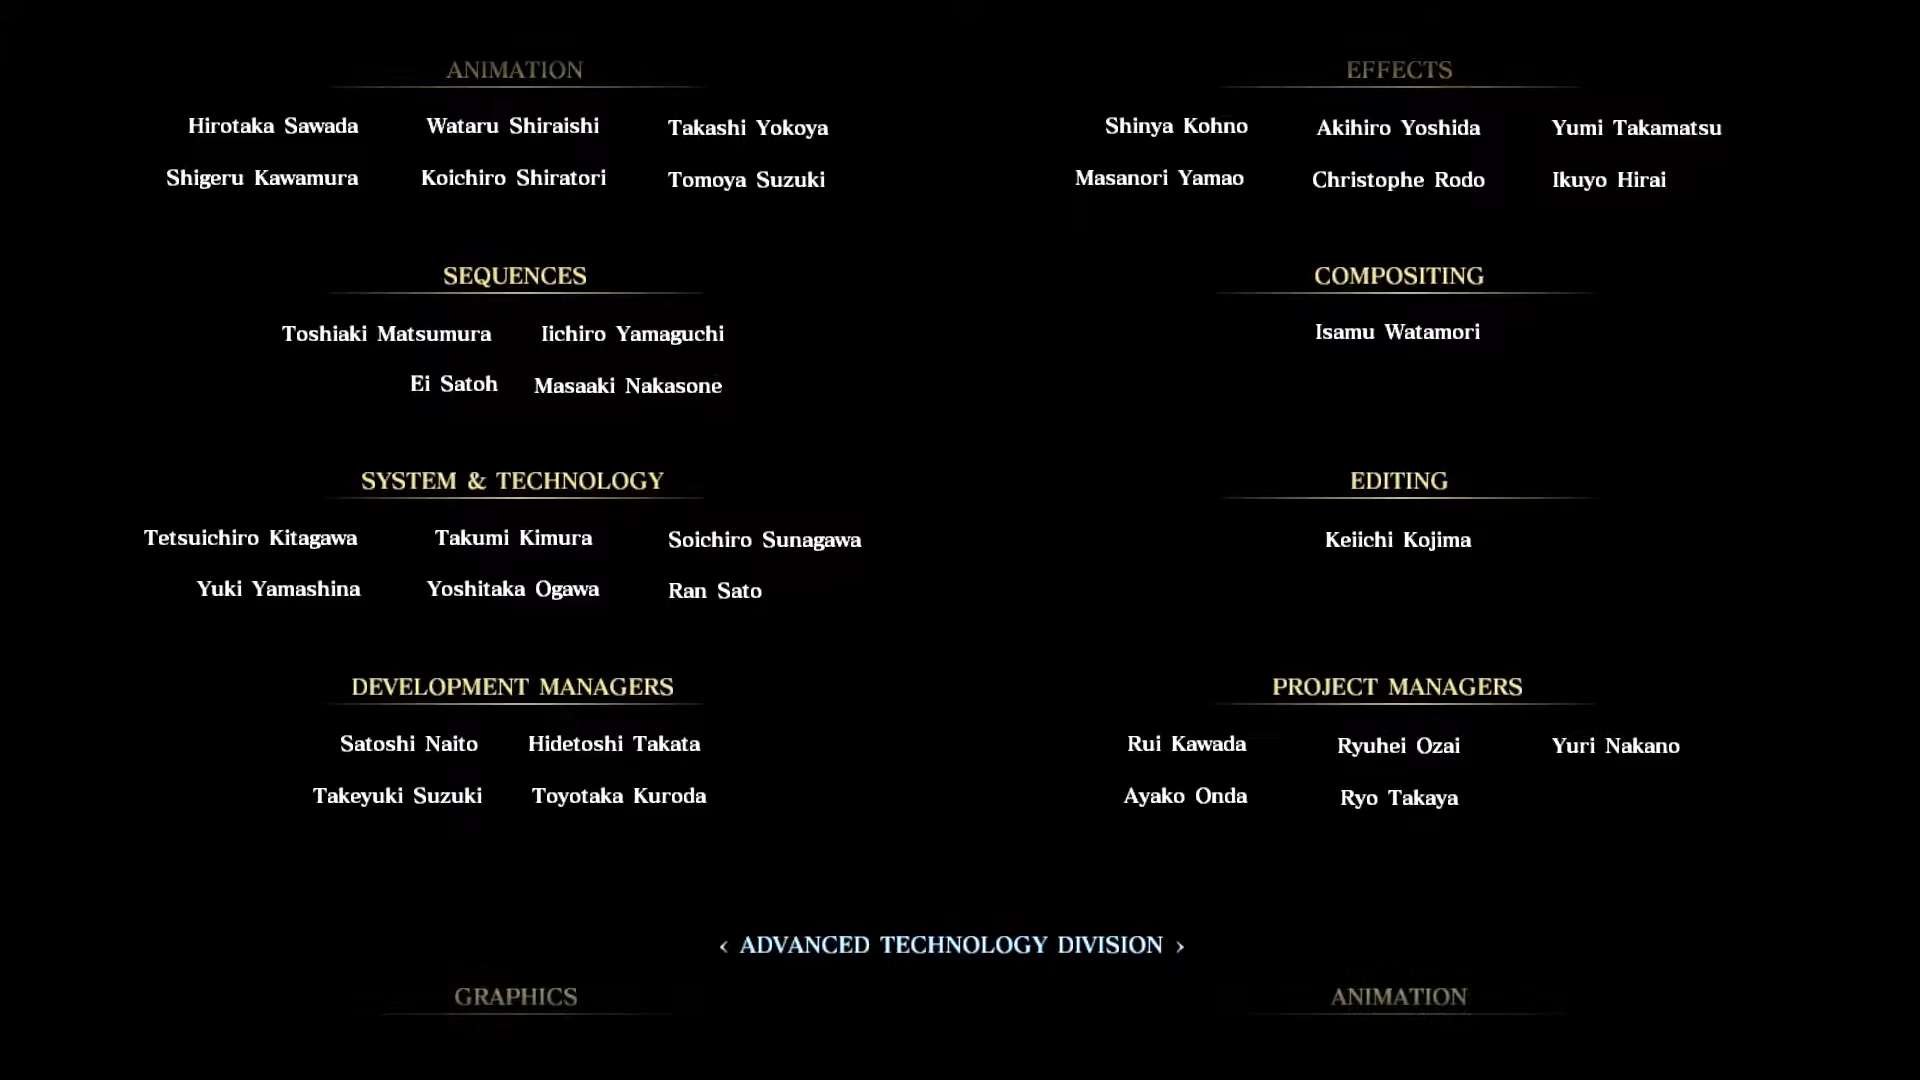 ANIMATION
Hirotaka Sawada Wataru Shiraishi Takashi Yokoya
Shigeru Kawamura Koichiro Shiratori Tomoya Suzuki
EFFECTS
Shinya Kohno Akihiro Yoshida Yumi Takamatsu
Masanori Yamao Christophe Rodo Ikuyo Hirai
SEQUENCES
Toshiaki Matsumura Iichiro Yamaguchi
Ei Satoh Masaaki Nakasone
COMPOSITING
Isamu Watamori
SYSTEM & TECHNOLOGY
Tetsuichiro Kitagawa Takumi Kimura Soichiro Sunagawa
Yuki Yamashina Yoshitaka Ogawa Ran Sato
EDITING
Keiichi Kojima
DEVELOPMENT MANAGERS
Satoshi Naito Hidetoshi Takata
Takeyuki Suzuki Toyotaka Kuroda
PROJECT MANAGERS
Rui Kawada Ryuhei Ozai Yuri Nakano
Ayako Onda Ryo Takaya
‹ ADVANCED TECHNOLOGY DIVISION ›
GRAPHICS
ANIMATION